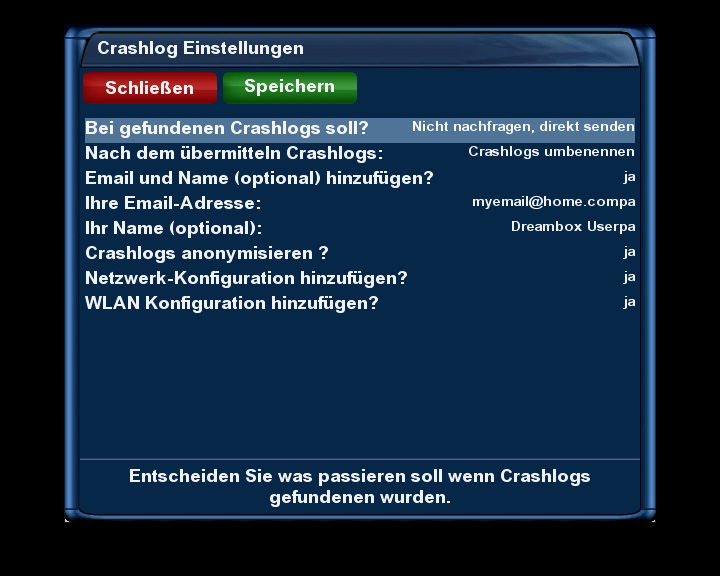 Crashlog Einstellungen
Schließen Speichern
Bei gefundenen Crashlogs soll? Nicht nachfragen, direkt senden
Nach dem übermitteln Crashlogs: Crashlogs umbenennen
Email und Name (optional) hinzufügen? ja
Ihre Email-Adresse: myemail@home.compa
Ihr Name (optional): Dreambox Userpa
Crashlogs anonymisieren ? ja
Netzwerk-Konfiguration hinzufügen? ja
WLAN Konfiguration hinzufügen? ja
Entscheiden Sie was passieren soll wenn Crashlogs
gefundenen wurden.